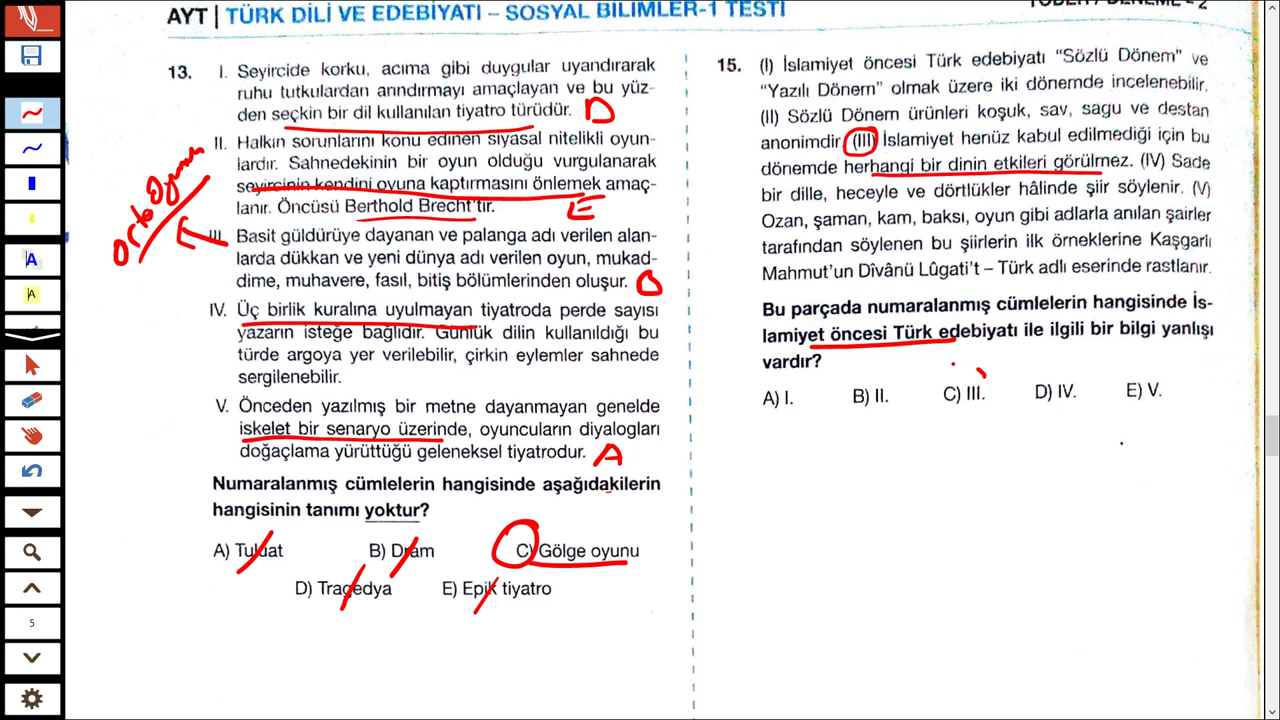 AYT | TÜRK DİLİ VE EDEBİYATI – SOSYAL BİLİMLER-1 TESTİ
13. I. Seyircide korku, acıma gibi duygular uyandırarak
ruhu tutkulardan arındırmayı amaçlayan ve bu yüz-
den seçkin bir dil kullanılan tiyatro türüdür. D
II. Halkın sorunlarını konu edinen siyasal nitelikli oyun-
lardır. Sahnedekinin bir oyun olduğu vurgulanarak
seyircinin kendini oyuna kaptırmasını önlemek amaç-
lanır. Öncüsü Berthold Brecht'tir. E
Orta Oyunu
III. Basit güldürüye dayanan ve palanga adı verilen alan-
larda dükkan ve yeni dünya adı verilen oyun, mukad-
dime, muhavere, fasıl, bitiş bölümlerinden oluşur.
IV. Üç birlik kuralına uyulmayan tiyatroda perde sayısı
yazarın isteğe bağlıdır. Günlük dilin kullanıldığı bu
türde argoya yer verilebilir, çirkin eylemler sahnede
sergilenebilir.
V. Önceden yazılmış bir metne dayanmayan genelde
iskelet bir senaryo üzerinde, oyuncuların diyalogları
doğaçlama yürüttüğü geleneksel tiyatrodur. A
Numaralanmış cümlelerin hangisinde aşağıdakilerin
hangisinin tanımı yoktur?
A) Tuluat B) Dram C) Gölge oyunu
D) Tragedya E) Epik tiyatro
15. (I) İslamiyet öncesi Türk edebiyatı “Sözlü Dönem” ve
“Yazılı Dönem” olmak üzere iki dönemde incelenebilir.
(II) Sözlü Dönem ürünleri koşuk, sav, sagu ve destan
anonimdir. (III) İslamiyet henüz kabul edilmediği için bu
dönemde herhangi bir dinin etkileri görülmez. (IV) Sade
bir dille, heceyle ve dörtlükler hâlinde şiir söylenir. (V)
Ozan, şaman, kam, baksı, oyun gibi adlarla anılan şairler
tarafından söylenen bu şiirlerin ilk örneklerine Kaşgarlı
Mahmut'un Dîvânü Lûgati't – Türk adlı eserinde rastlanır.
Bu parçada numaralanmış cümlelerin hangisinde İs-
lamiyet öncesi Türk edebiyatı ile ilgili bir bilgi yanlışı
vardır?
A) I. B) II. C) III. D) IV. E) V.
5